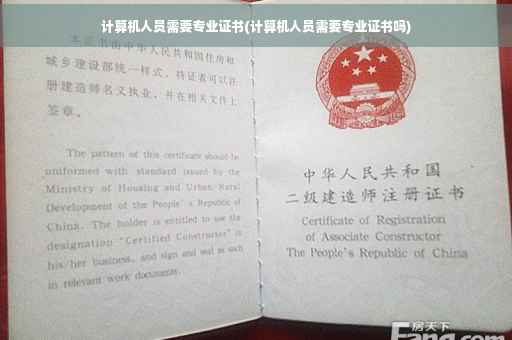 计算机人员需要专业证书(计算机人员需要专业证书吗)
本证书由中华人民共和国住房和
城乡建设部统一样式，持证者可以注
册建造师名义执业，并在相关文件上
签章。
The pattern of this certificate should be
uniformed with standard issued by the
Ministry of Housing and Urban Rural
Development of the People's Republic of
China. The holder is entitled to use the
designation "Certified Constructor" in
his/her business, and sign and seal as such
in relevant work documents.
中华人民共和国
二级建造师注册证书
Certificate of Registration
of Associate Constructor
The People's Republic of China
房天下
Fang.com